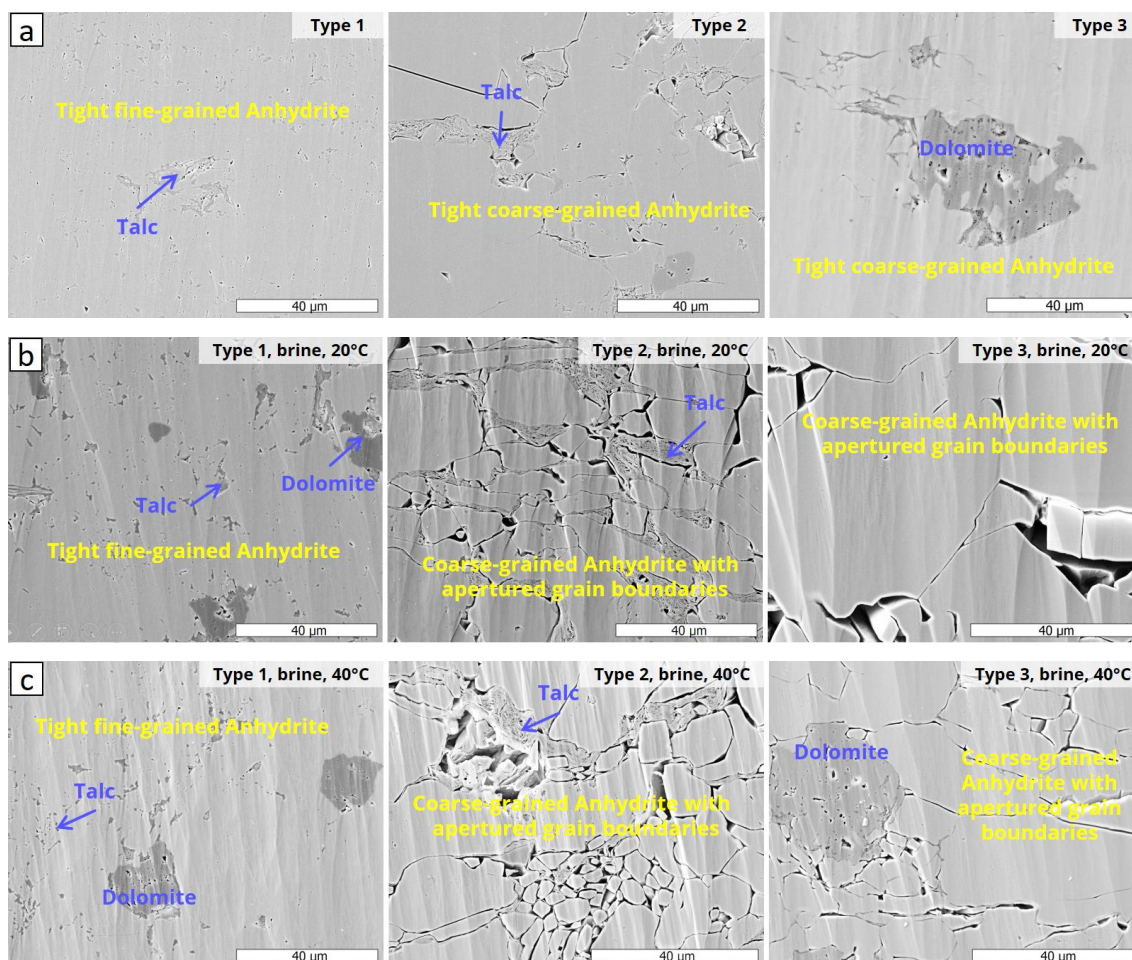 a
Type 1
Tight fine-grained Anhydrite
Talc
40 µm
Type 2
Talc
Tight coarse-grained Anhydrite
40 µm
Type 3
Dolomite
Tight coarse-grained Anhydrite
40 µm
b
Type 1, brine, 20°C
Talc
Dolomite
Tight fine-grained Anhydrite
40 µm
Type 2, brine, 20°C
Talc
Coarse-grained Anhydrite with
apertured grain boundaries
40 µm
Type 3, brine, 20°C
Coarse-grained Anhydrite with
apertured grain boundaries
40 µm
c
Type 1, brine, 40°C
Tight fine-grained Anhydrite
Talc
Dolomite
40 µm
Type 2, brine, 40°C
Talc
Coarse-grained Anhydrite with
apertured grain boundaries
40 µm
Type 3, brine, 40°C
Dolomite
Coarse-grained
Anhydrite with
apertured grain
boundaries
40 µm